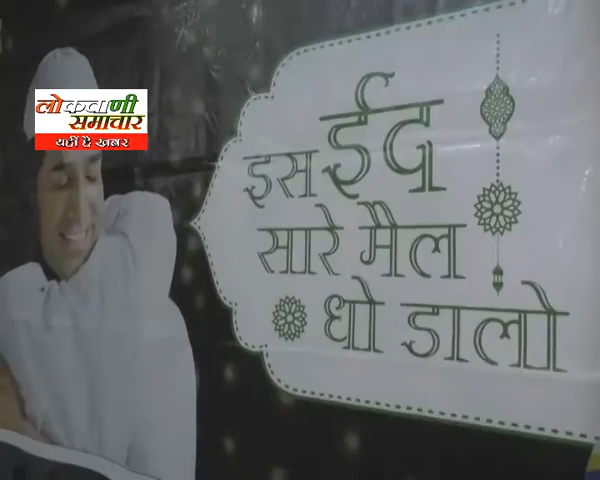 लोकवाणी
समाचार
यहीं है खबर
इस ईद
सारे मैल
धो डालो